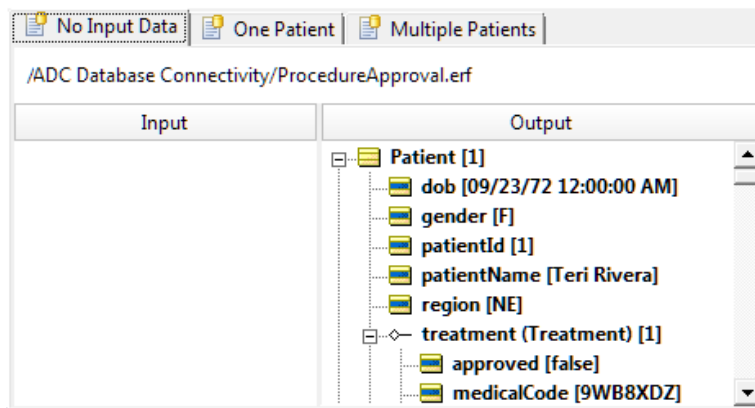 No Input Data One Patient Multiple Patients
/ADC Database Connectivity/ProcedureApproval.erf
Input Output
Patient [1]
dob [09/23/72 12:00:00 AM]
gender [F]
patientId [1]
patientName [Teri Rivera]
region [NE]
treatment (Treatment) [1]
approved [false]
medicalCode [9WB8XDZ]